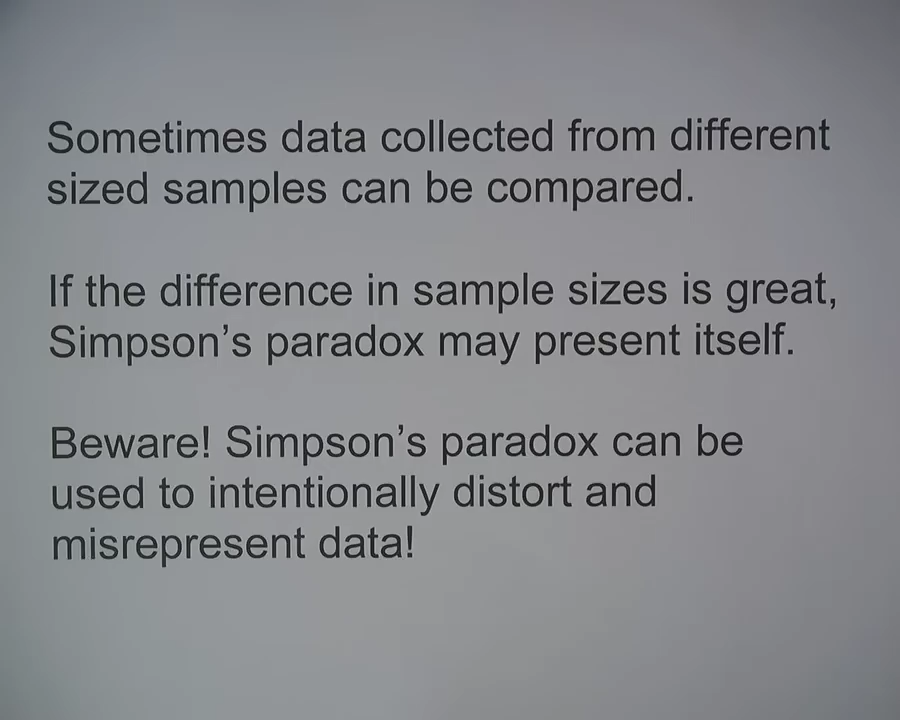 Sometimes data collected from different
sized samples can be compared.
If the difference in sample sizes is great,
Simpson’s paradox may present itself.
Beware! Simpson’s paradox can be
used to intentionally distort and
misrepresent data!